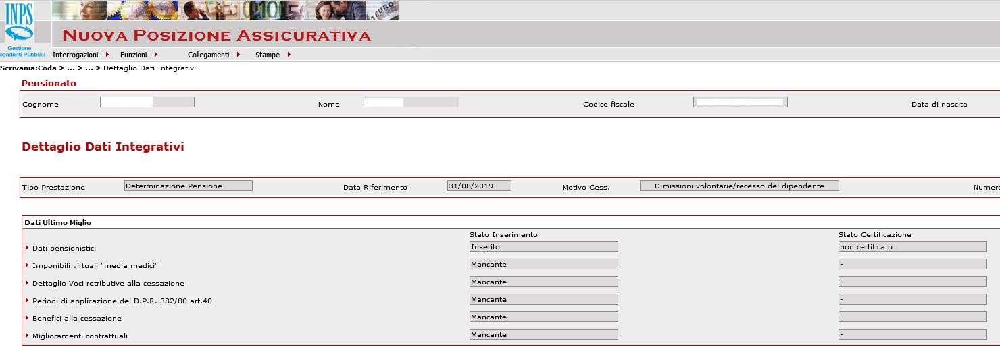 INPS
Gestione
pendenti Pubblici
NUOVA POSIZIONE ASSICURATIVA
Interrogazioni Funzioni Collegamenti Stampe
Scrivania:Coda > ... > ... > Dettaglio Dati Integrativi
Pensionato
Cognome Nome Codice fiscale Data di nascita
Dettaglio Dati Integrativi
Tipo Prestazione Determinazione Pensione Data Riferimento 31/08/2019 Motivo Cess. Dimissioni volontarie/recesso del dipendente Numero
Dati Ultimo Miglio
Stato Inserimento Stato Certificazione
Dati pensionistici Inserito non certificato
Imponibili virtuali "media medici" Mancante -
Dettaglio Voci retributive alla cessazione Mancante -
Periodi di applicazione del D.P.R. 382/80 art.40 Mancante -
Benefici alla cessazione Mancante -
Miglioramenti contrattuali Mancante -